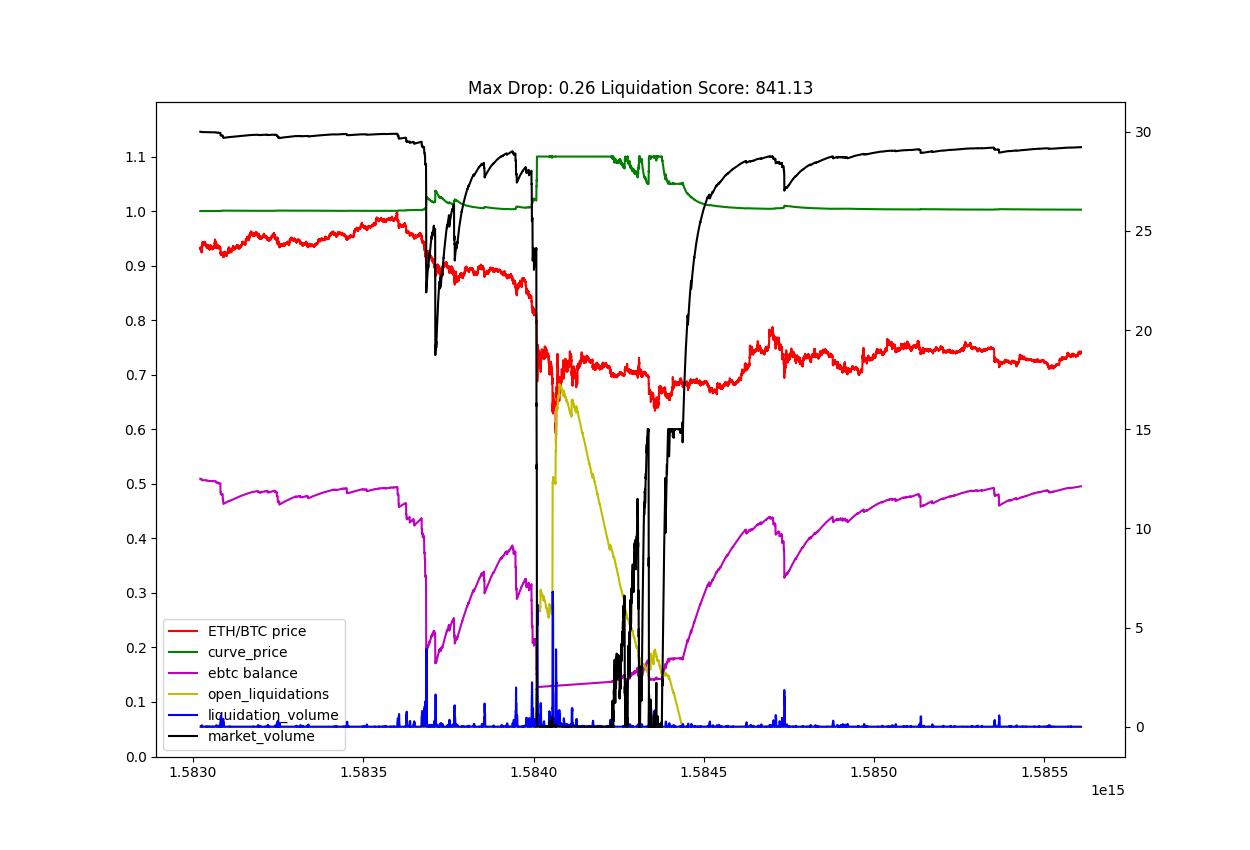 Max Drop: 0.26 Liquidation Score: 841.13
1.1
1.0
0.9
0.8
0.7
0.6
0.5
0.4
0.3
0.2
0.1
0.0
30
25
20
15
10
5
0
ETH/BTC price
curve_price
ebtc balance
open_liquidations
liquidation_volume
market_volume
1.5830 1.5835 1.5840 1.5845 1.5850 1.5855
1e15